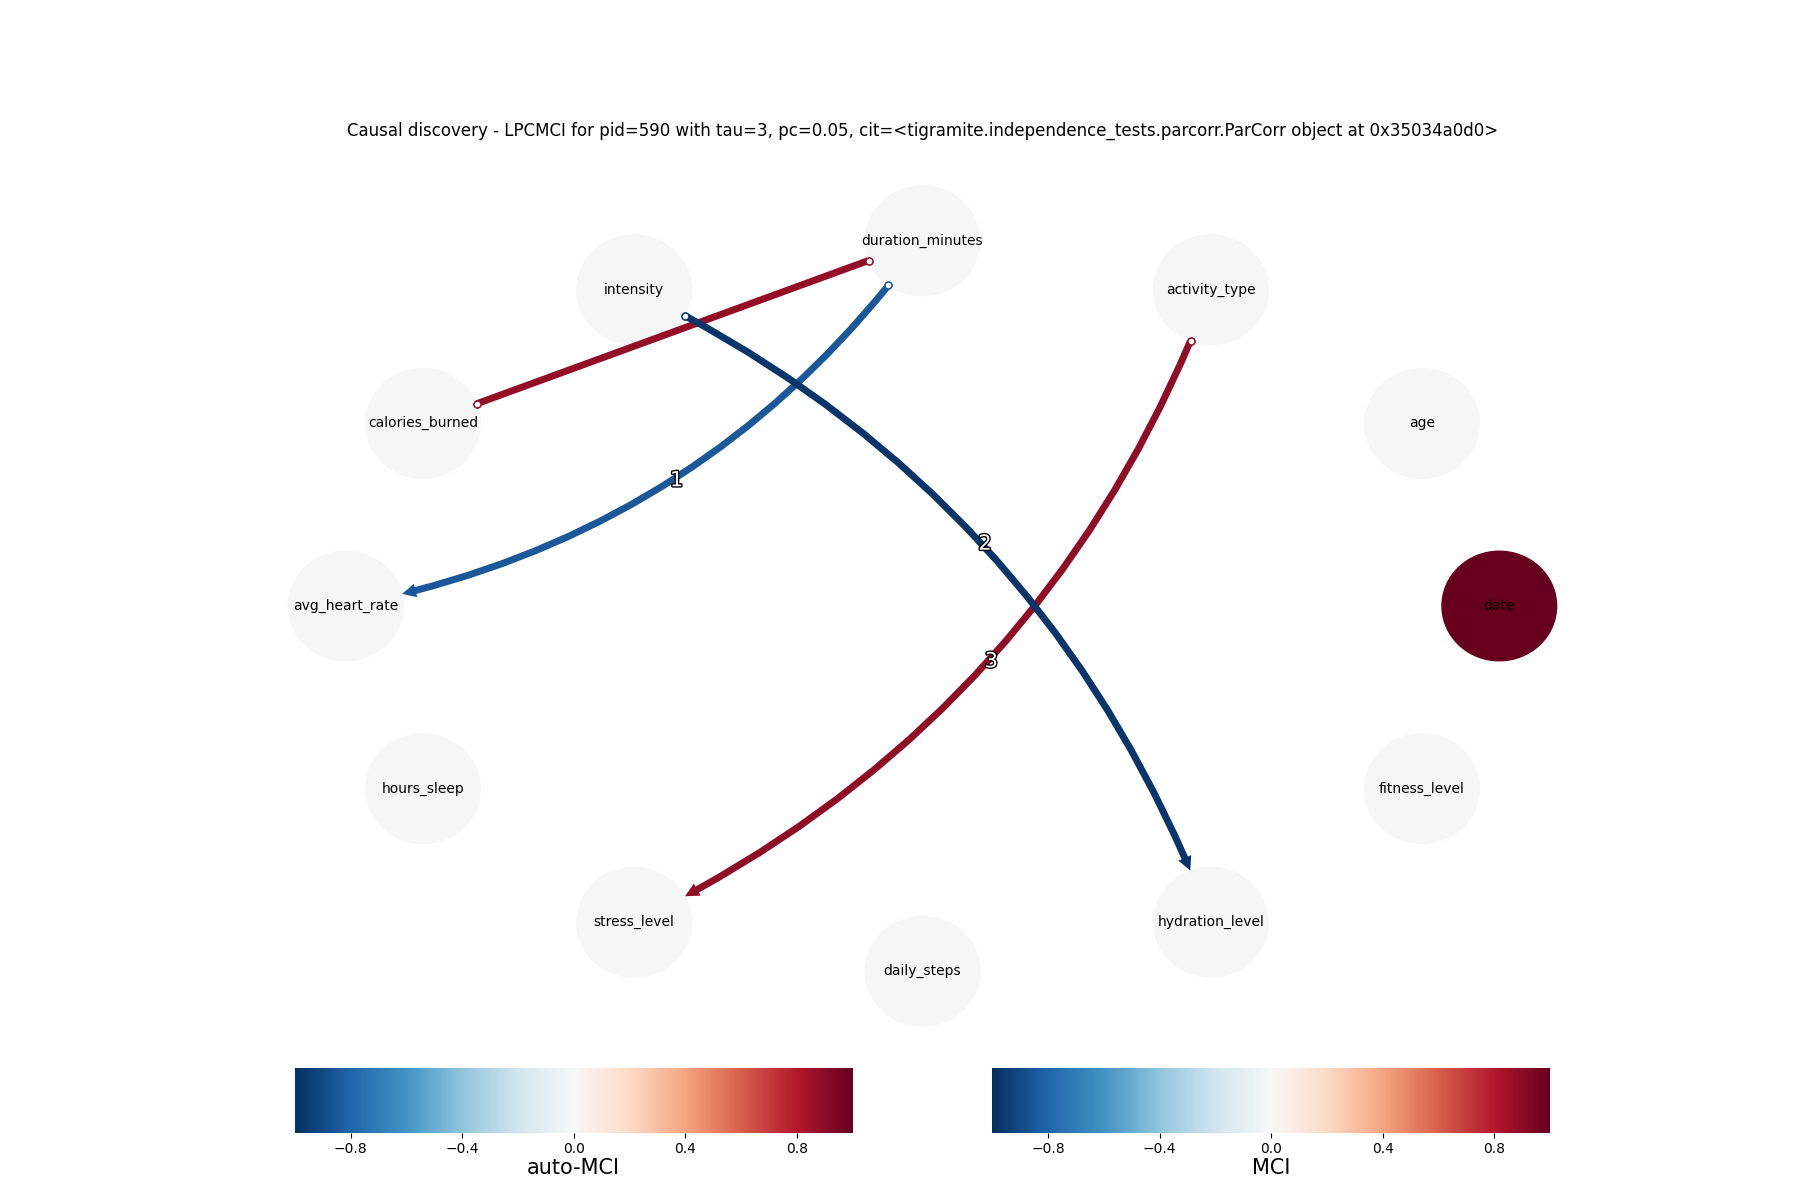 Causal discovery - LPCMCI for pid=590 with tau=3, pc=0.05, cit=<tigramite.independence_tests.parcorr.ParCorr object at 0x35034a0d0>
duration_minutes
intensity
activity_type
calories_burned
age
1
2
avg_heart_rate
date
3
hours_sleep
fitness_level
stress_level
hydration_level
daily_steps
−0.8 −0.4 0.0 0.4 0.8
auto-MCI
−0.8 −0.4 0.0 0.4 0.8
MCI